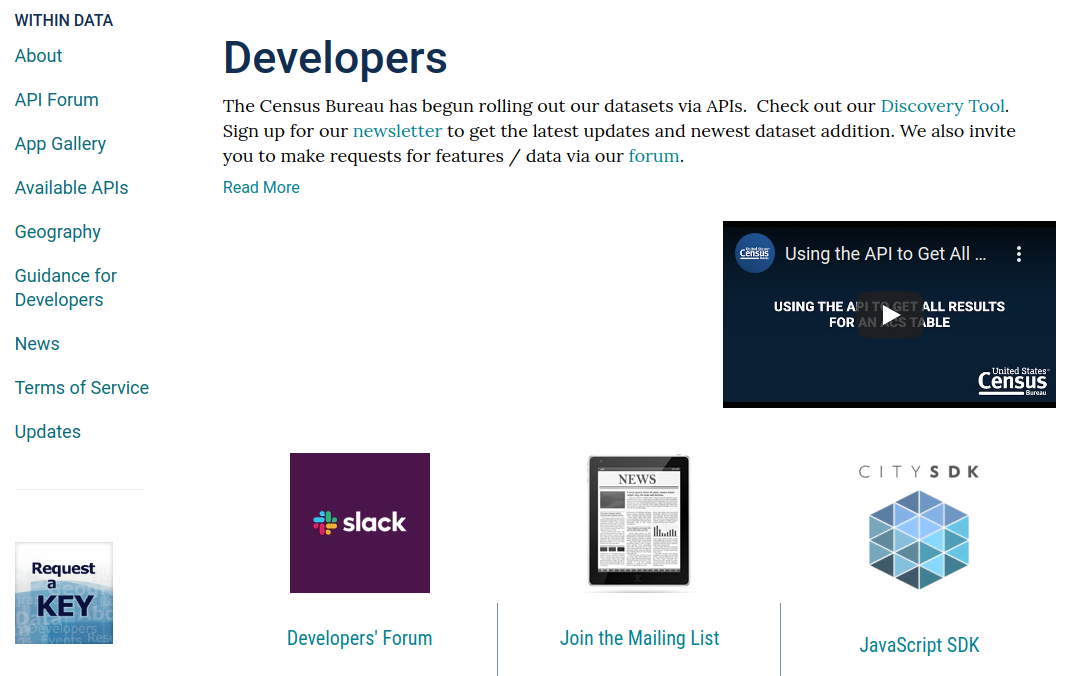 WITHIN DATA
About
API Forum
App Gallery
Available APIs
Geography
Guidance for
Developers
News
Terms of Service
Updates
Request
a
KEY
Developers
The Census Bureau has begun rolling out our datasets via APIs.  Check out our Discovery Tool.
Sign up for our newsletter to get the latest updates and newest dataset addition. We also invite
you to make requests for features / data via our forum.
Read More
United States
Census
Bureau
Using the API to Get All ...
USING THE API TO GET ALL RESULTS
FOR AN ACS TABLE
United States
Census
Bureau
slack
Developers' Forum
NEWS
Join the Mailing List
CITYSDK
JavaScript SDK